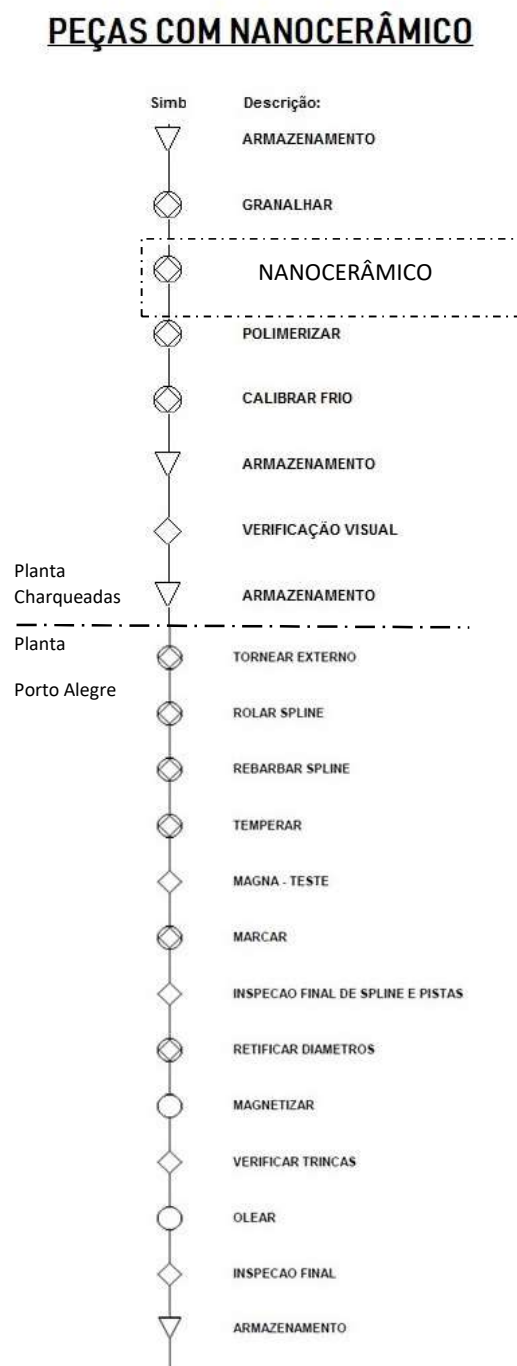 PEÇAS COM NANOCERÂMICO
Simb Descrição:
ARMAZENAMENTO
GRANALHAR
NANOCERÂMICO
POLIMERIZAR
CALIBRAR FRIO
ARMAZENAMENTO
VERIFICAÇÃO VISUAL
Planta
Charqueadas
ARMAZENAMENTO
Planta
Porto Alegre
TORNEAR EXTERNO
ROLAR SPLINE
REBARBAR SPLINE
TEMPERAR
MAGNA - TESTE
MARCAR
INSPECAO FINAL DE SPLINE E PISTAS
RETIFICAR DIAMETROS
MAGNETIZAR
VERIFICAR TRINCAS
OLEAR
INSPECAO FINAL
ARMAZENAMENTO